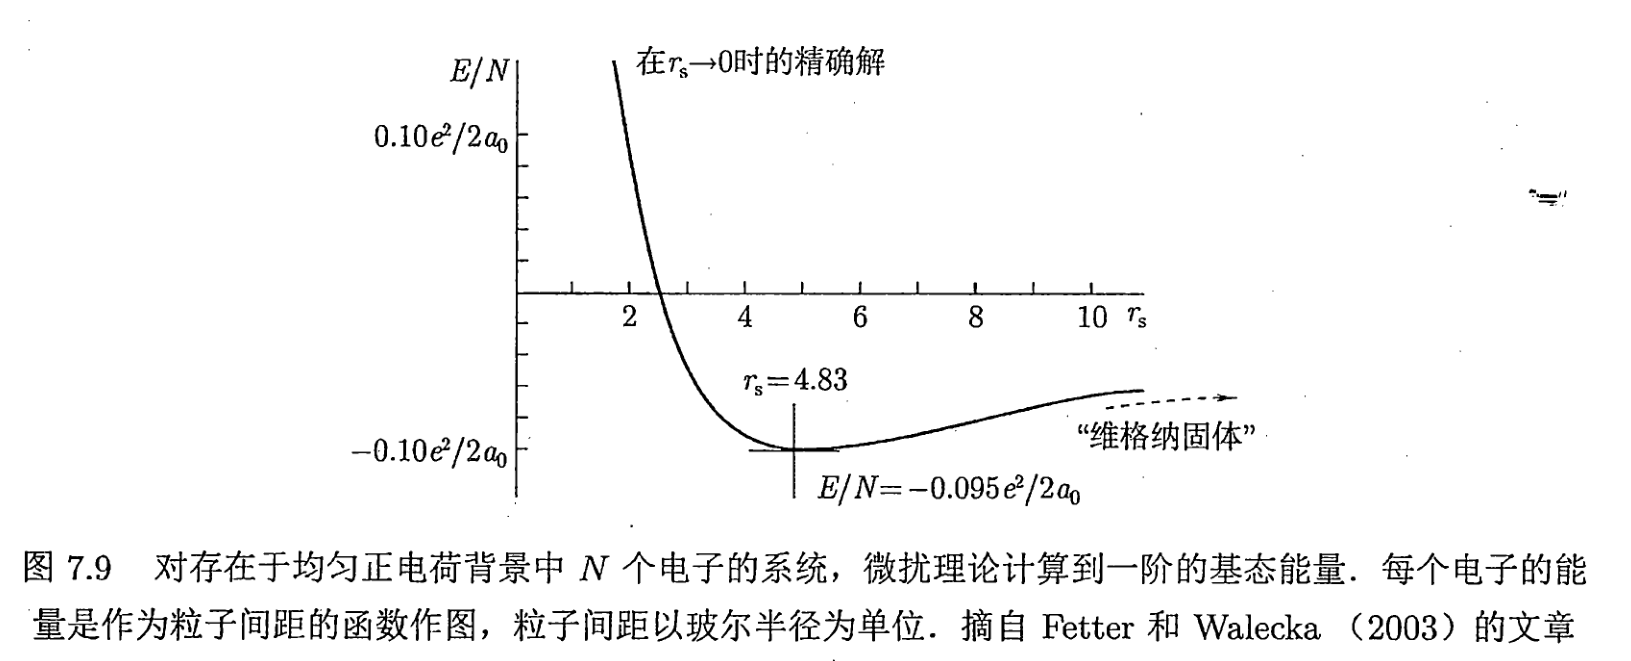 在rₛ→0时的精确解
E/N
0.10e²/2a₀
2 4 6 8 10 rₛ
rₛ=4.83
"维格纳固体"
−0.10e²/2a₀
E/N=−0.095e²/2a₀
图 7.9 对存在于均匀正电荷背景中 N 个电子的系统，微扰理论计算到一阶的基态能量．每个电子的能
量是作为粒子间距的函数作图，粒子间距以玻尔半径为单位．摘自 Fetter 和 Walecka （2003）的文章